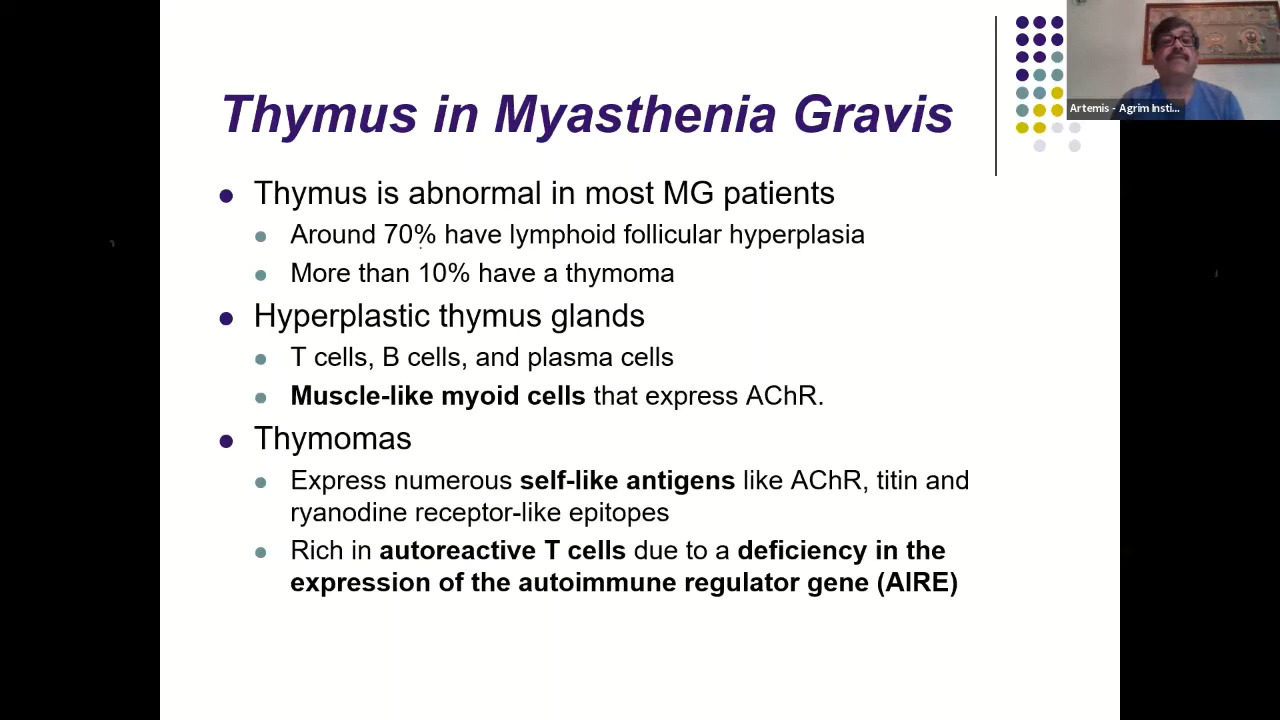 Thymus in Myasthenia Gravis
Artemis - Agrim Insti...
Thymus is abnormal in most MG patients
Around 70% have lymphoid follicular hyperplasia
More than 10% have a thymoma
Hyperplastic thymus glands
T cells, B cells, and plasma cells
Muscle-like myoid cells that express AChR.
Thymomas
Express numerous self-like antigens like AChR, titin and
ryanodine receptor-like epitopes
Rich in autoreactive T cells due to a deficiency in the
expression of the autoimmune regulator gene (AIRE)